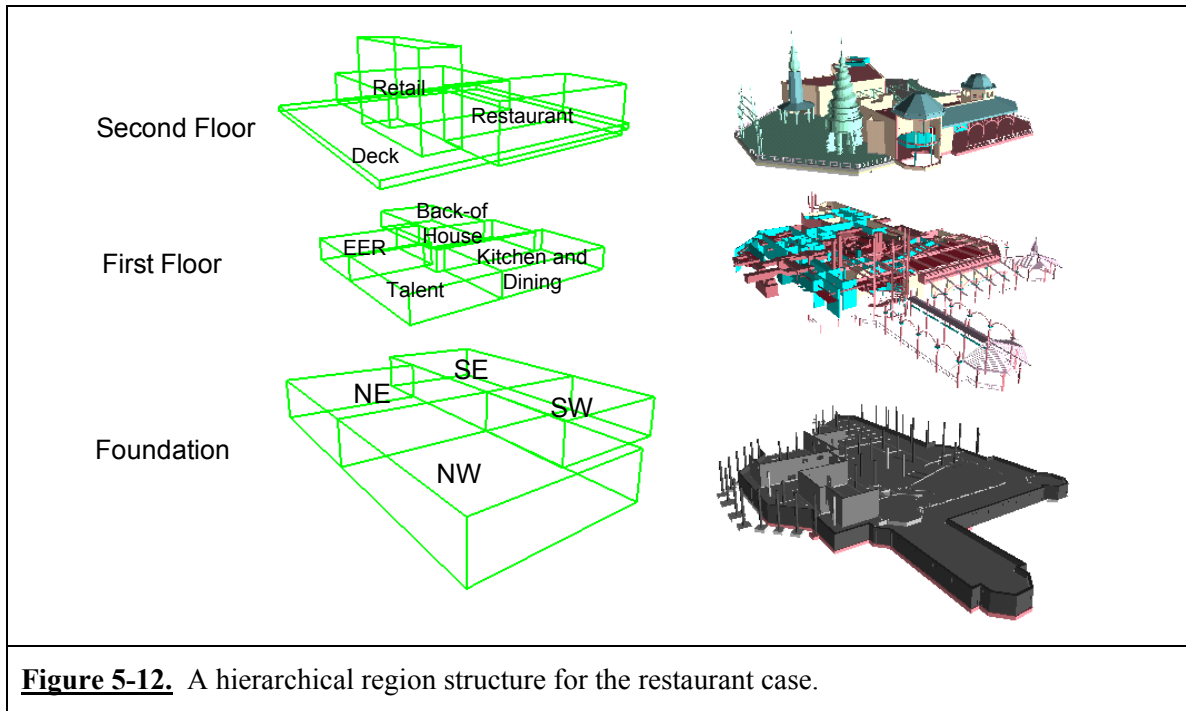 Second Floor
Retail
Restaurant
Deck
First Floor
Back-of
House
EER
Kitchen and
Dining
Talent
Foundation
SE
NE
SW
NW
Figure 5-12. A hierarchical region structure for the restaurant case.